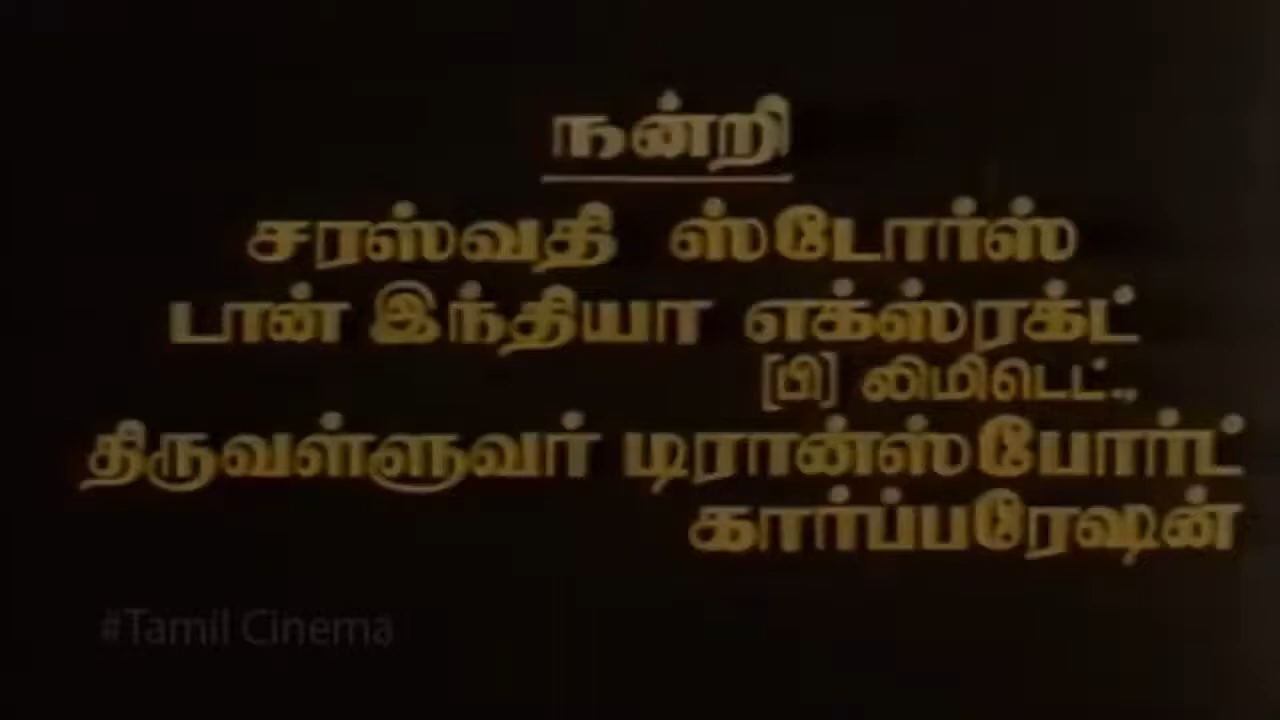 நன்றி
சரஸ்வதி ஸ்டோர்ஸ்
டான் இந்தியா எக்ஸ்ரக்ட்
[பி] லிமிடெட்.,
திருவள்ளுவர் டிரான்ஸ்போர்ட்
கார்ப்பரேஷன்
#Tamil Cinema